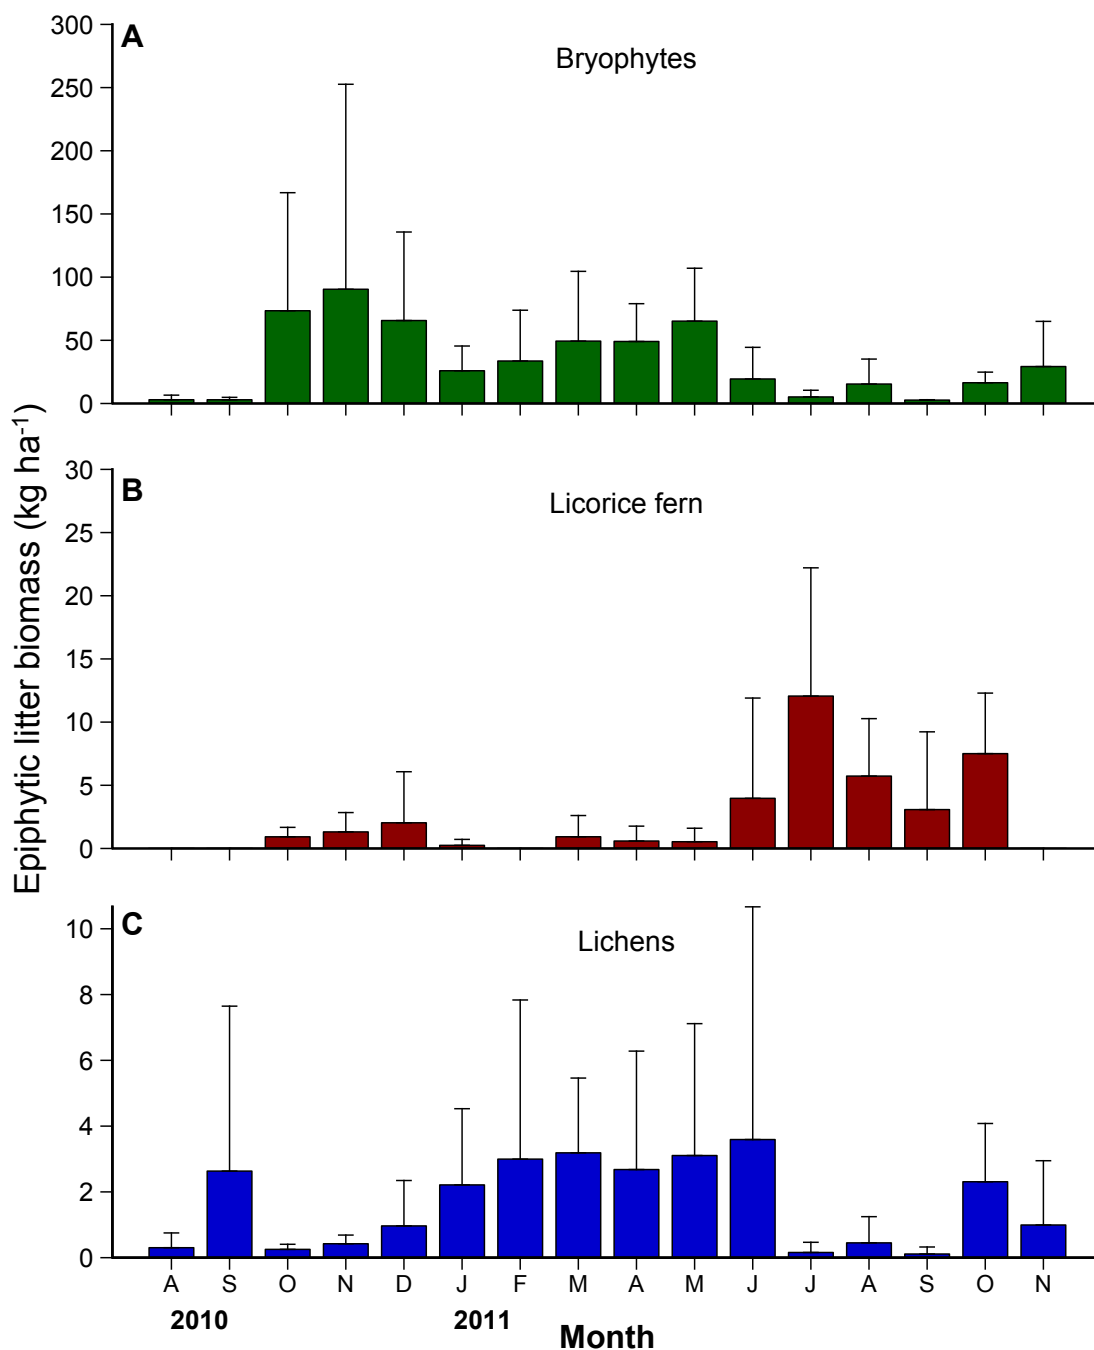 A
Bryophytes
300
250
200
150
100
50
0
B
Licorice fern
30
25
20
15
10
5
0
Epiphytic litter biomass (kg ha-1)
C
Lichens
10
8
6
4
2
0
A S O N D J F M A M J J A S O N
2010 2011
Month